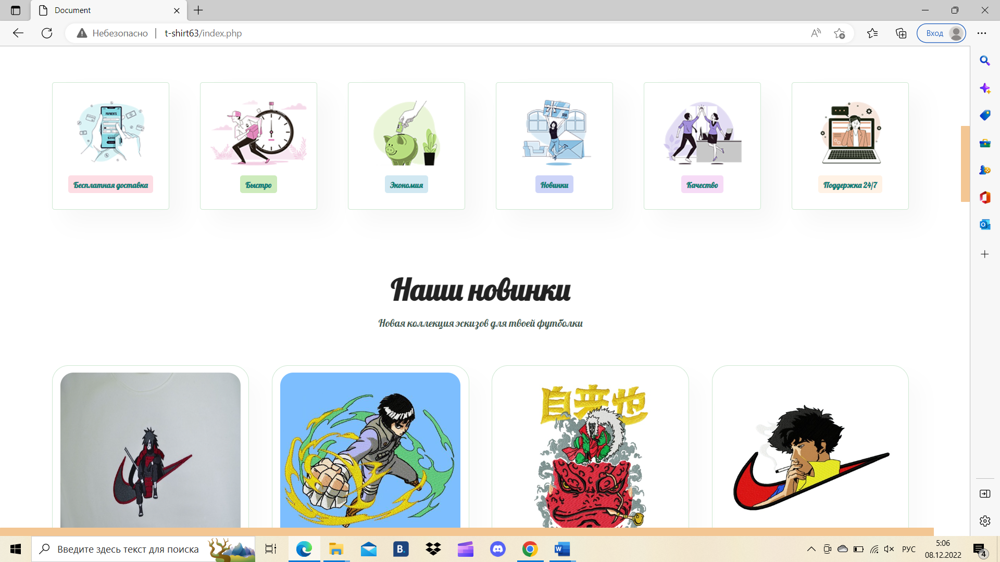 Document
Небезопасно
t-shirt63/index.php
Вход
PAYMENTS
Бесплатная доставка
Быстро
Экономия
Новинки
Качество
Поддержка 24/7
Наши новинки
Новая коллекция эскизов для твоей футболки
自来也
Введите здесь текст для поиска
B.
РУС
5:06
08.12.2022
4